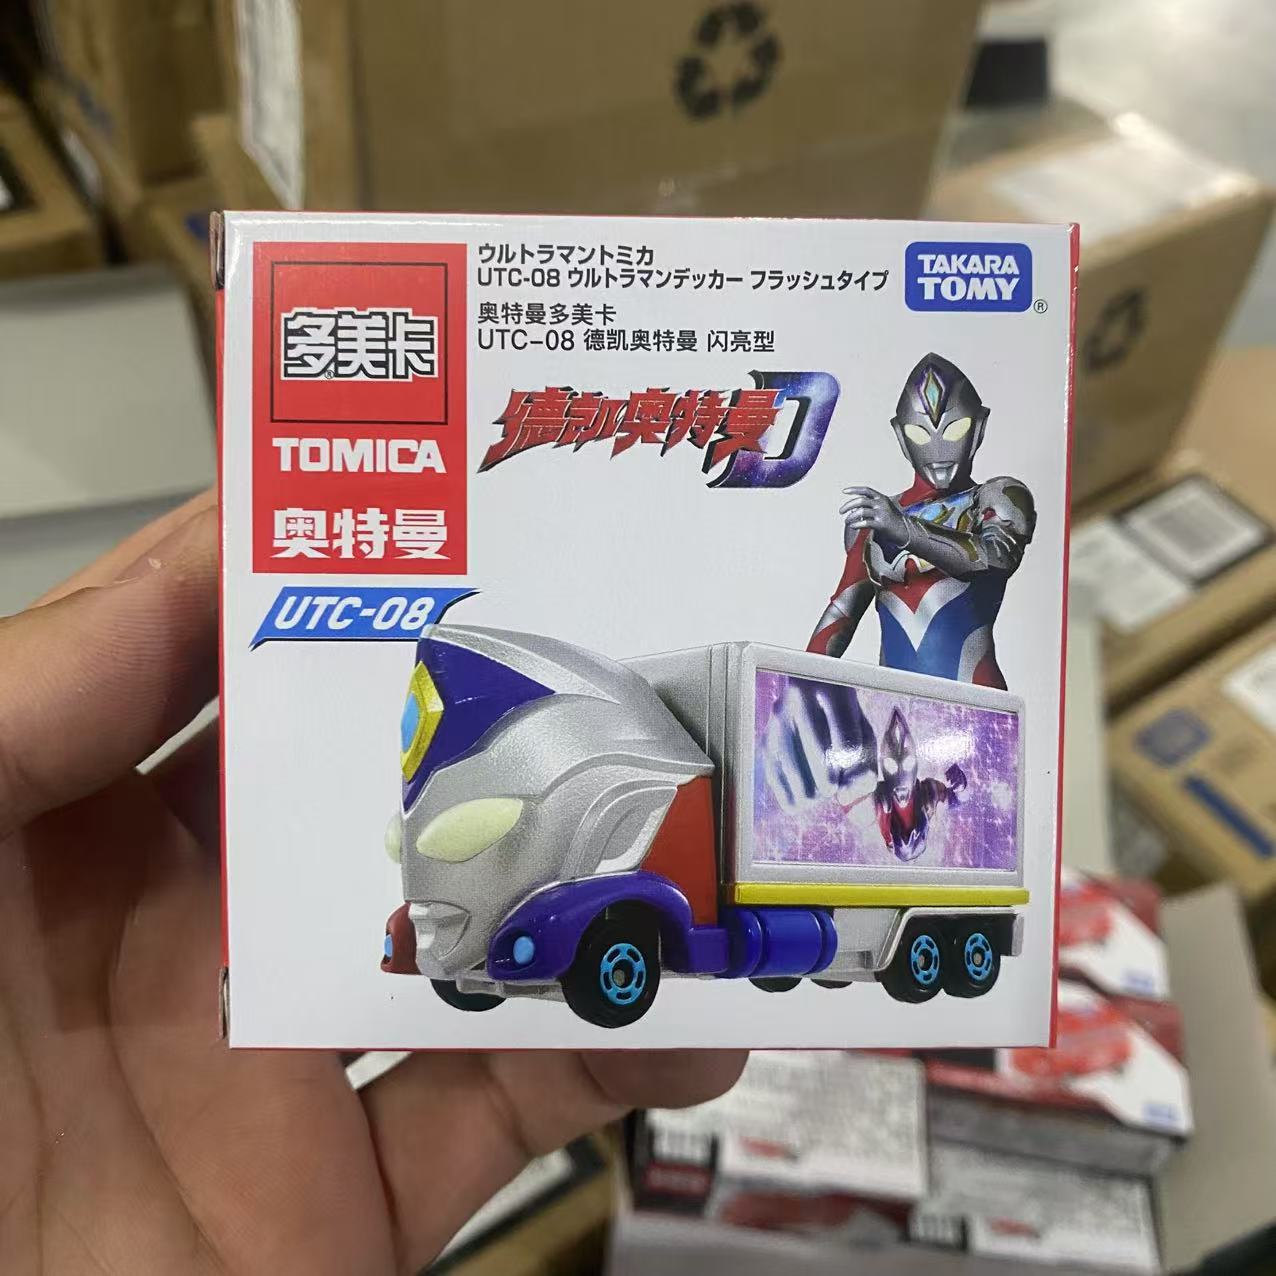 ウルトラマントミカ
UTC-08 ウルトラマンデッカー フラッシュタイプ
奥特曼多美卡
UTC-08 德凯奥特曼 闪亮型
TAKARA
TOMY®
多美卡®
TOMICA
奥特曼
德凯奥特曼D
UTC-08